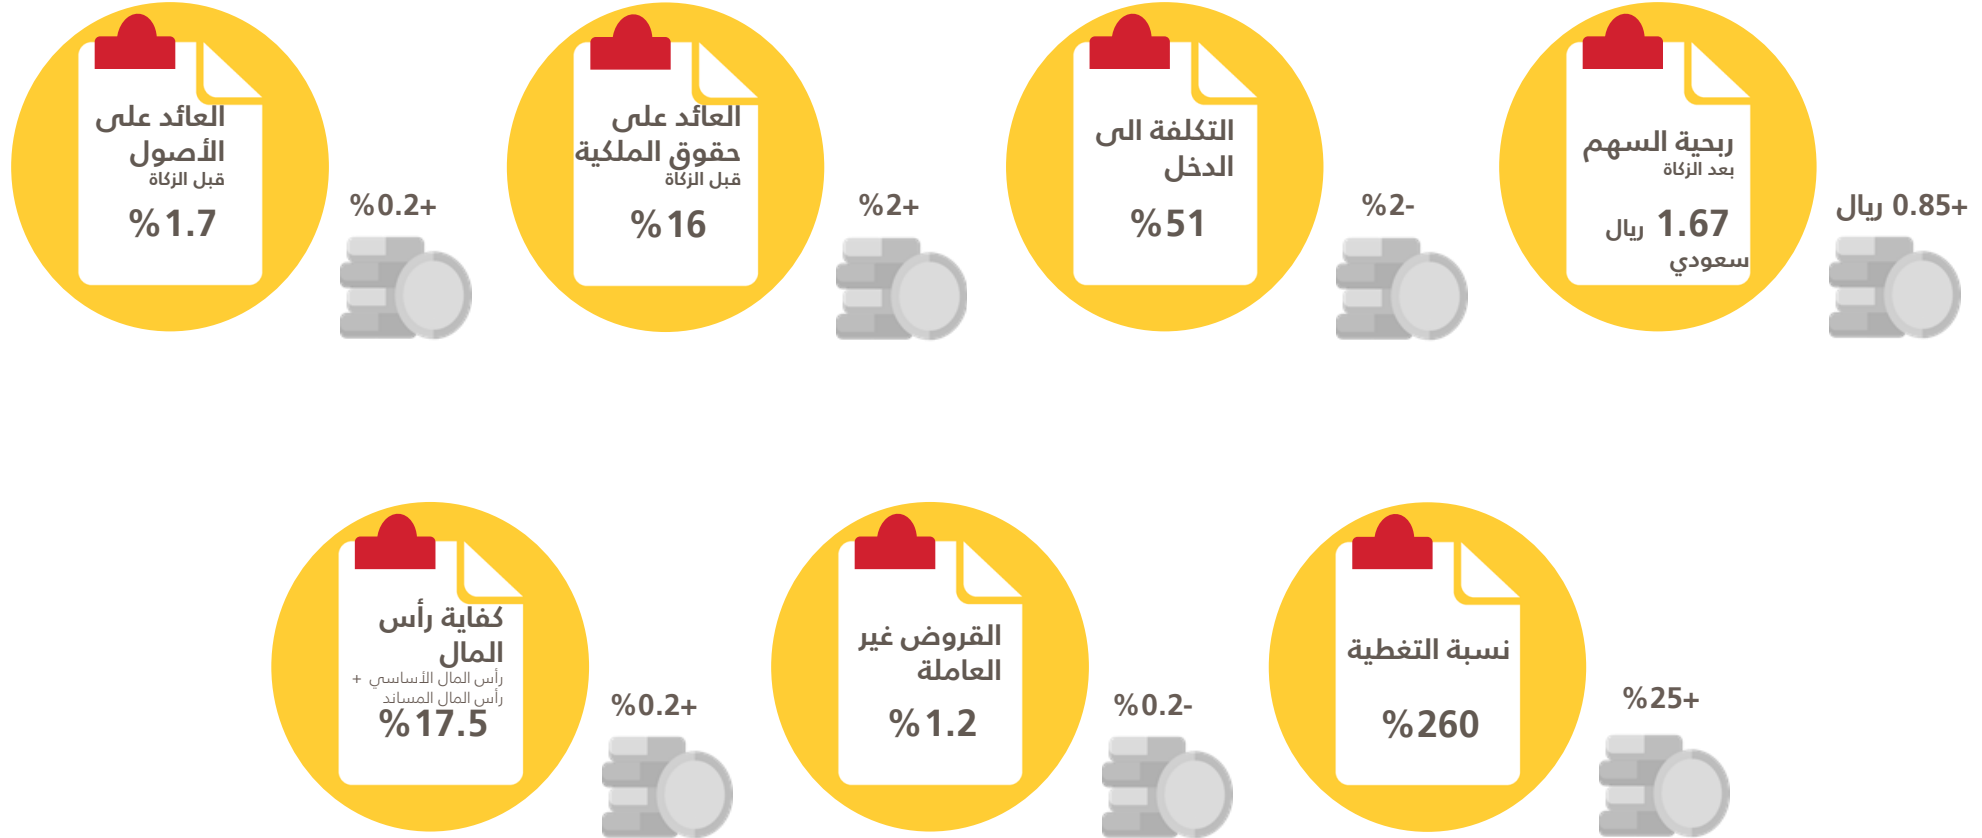 ربحية السهم
بعد الزكاة
1.67 ريال
سعودي
+0.85 ريال
التكلفة الى
الدخل
%51
%2-
العائد على
حقوق الملكية
قبل الزكاة
%16
%2+
العائد على
الأصول
قبل الزكاة
%1.7
%0.2+
نسبة التغطية
%260
%25+
القروض غير
العاملة
%1.2
%0.2-
كفاية رأس
المال
رأس المال الأساسي +
رأس المال المساند
%17.5
%0.2+